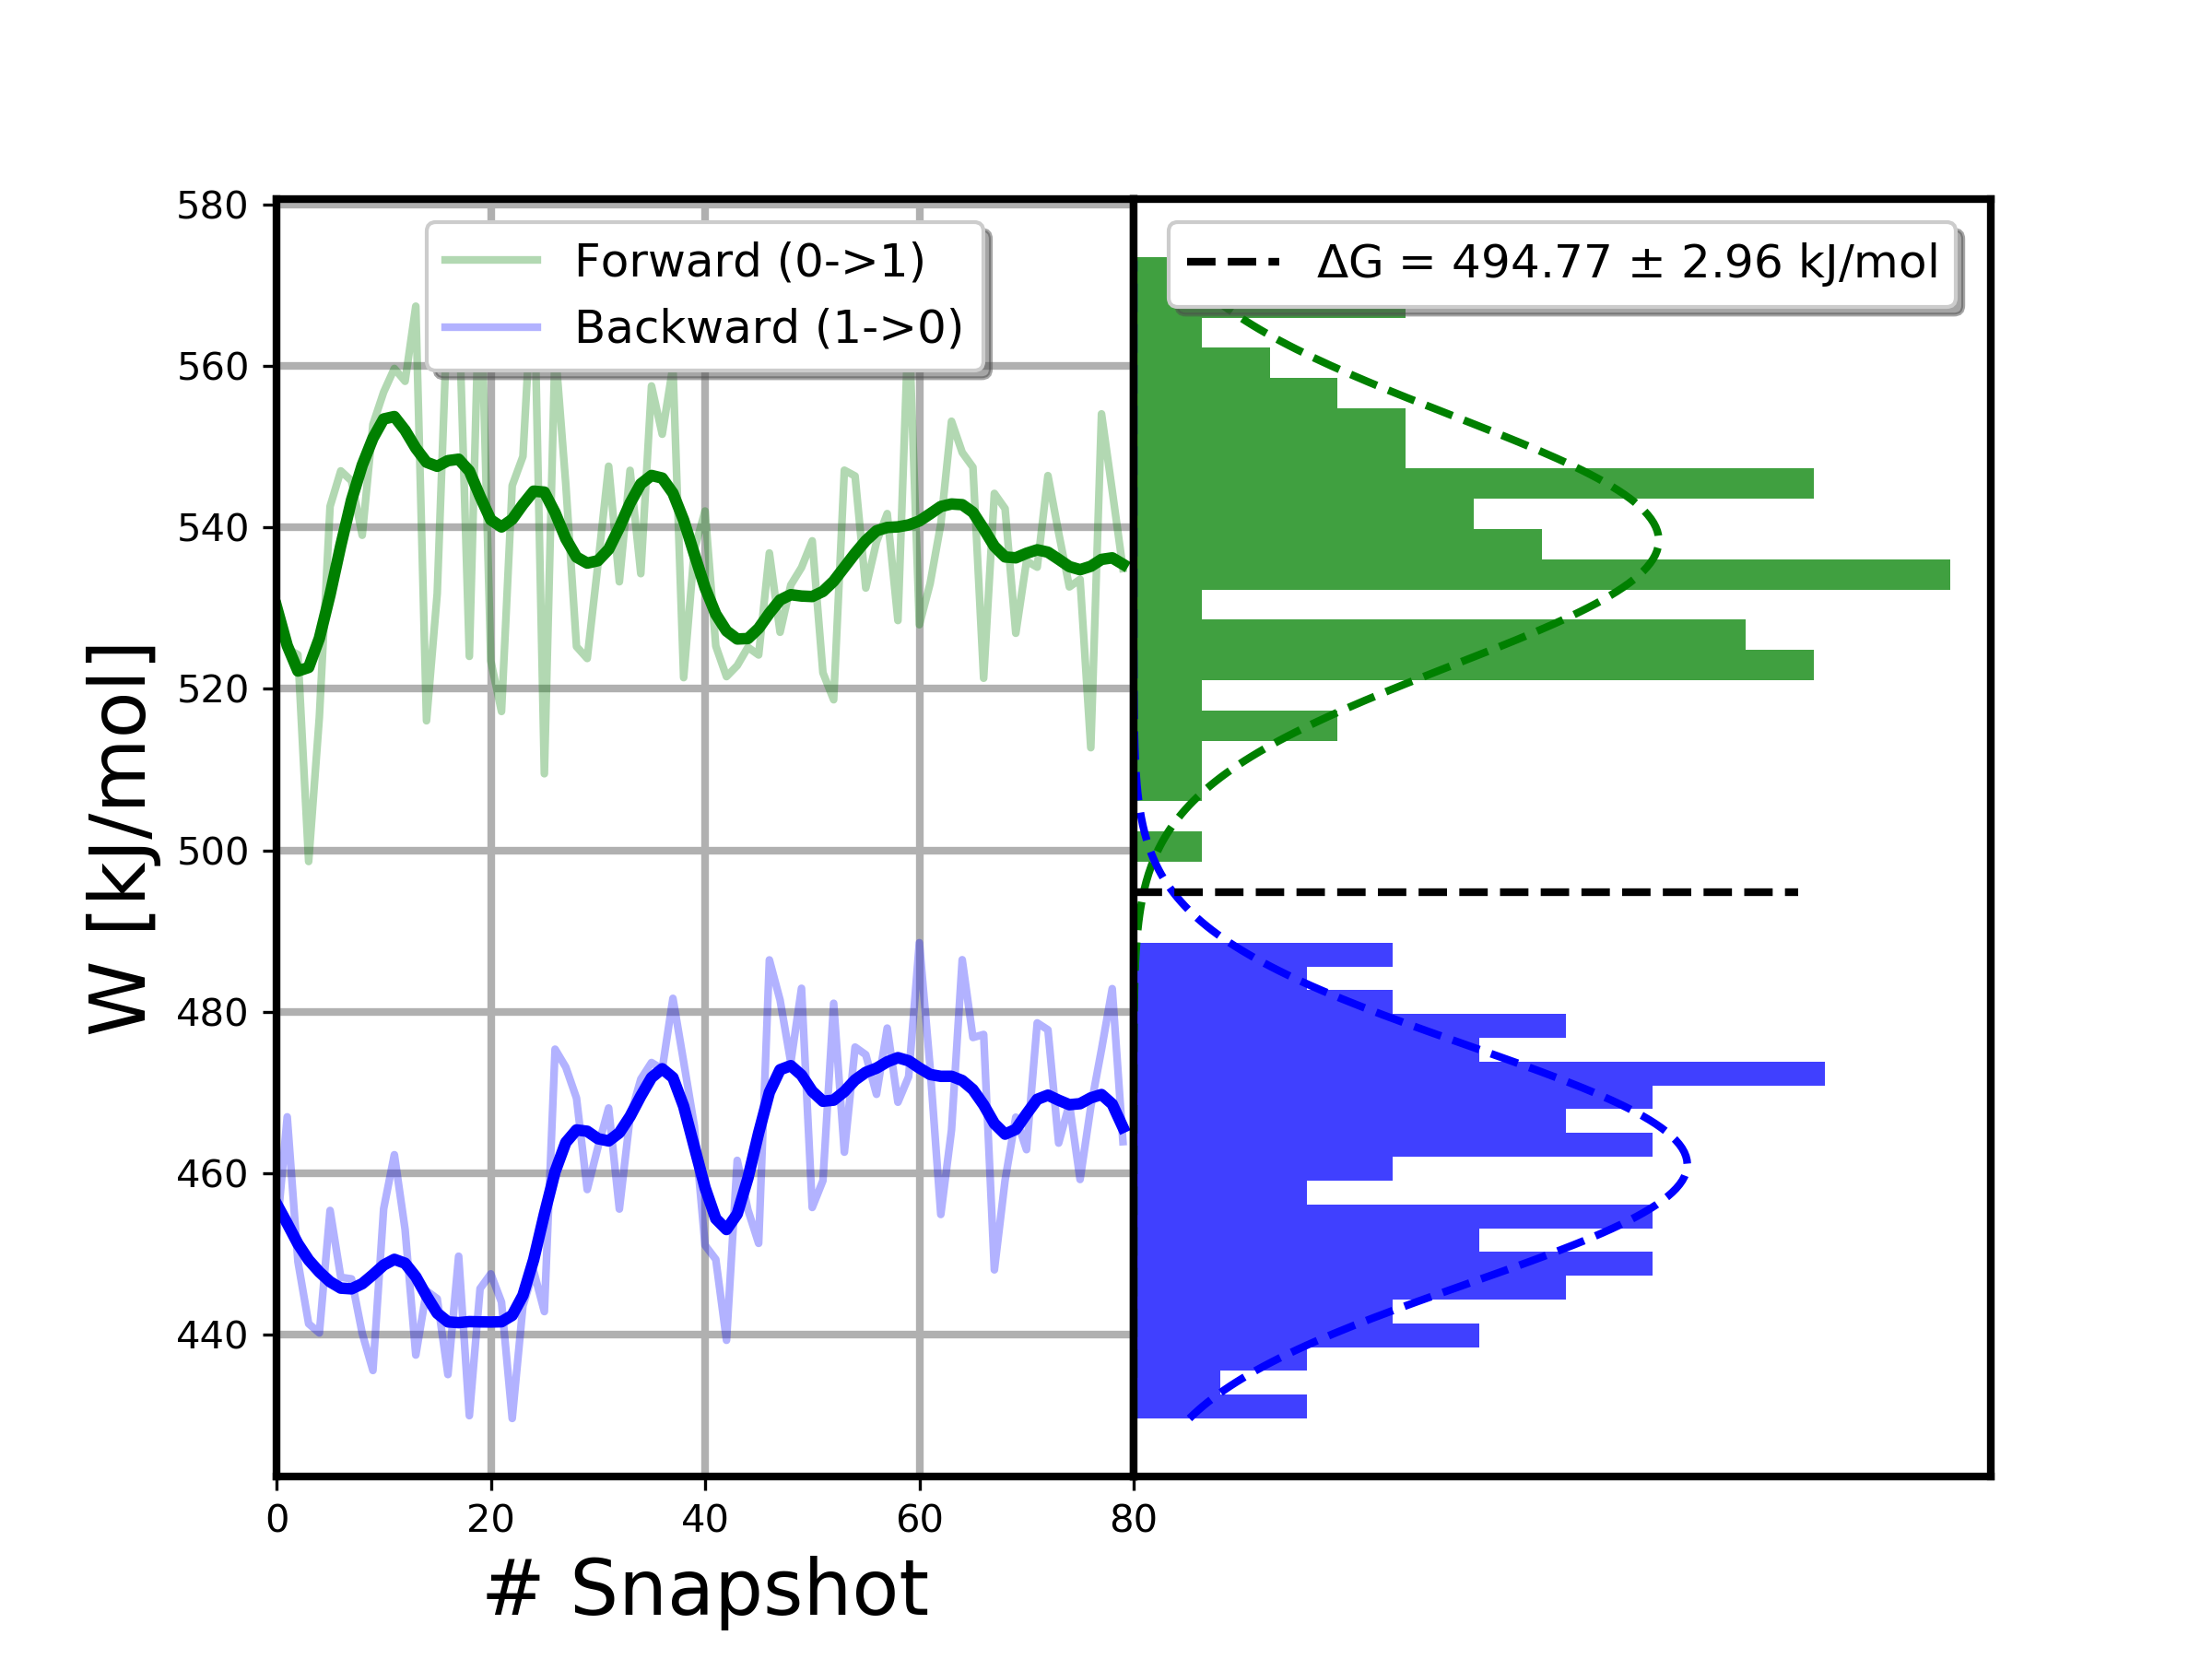 Forward (0->1)
Backward (1->0)
ΔG = 494.77 ± 2.96 kJ/mol
W [kJ/mol]
580
560
540
520
500
480
460
440
0 20 40 60 80
# Snapshot